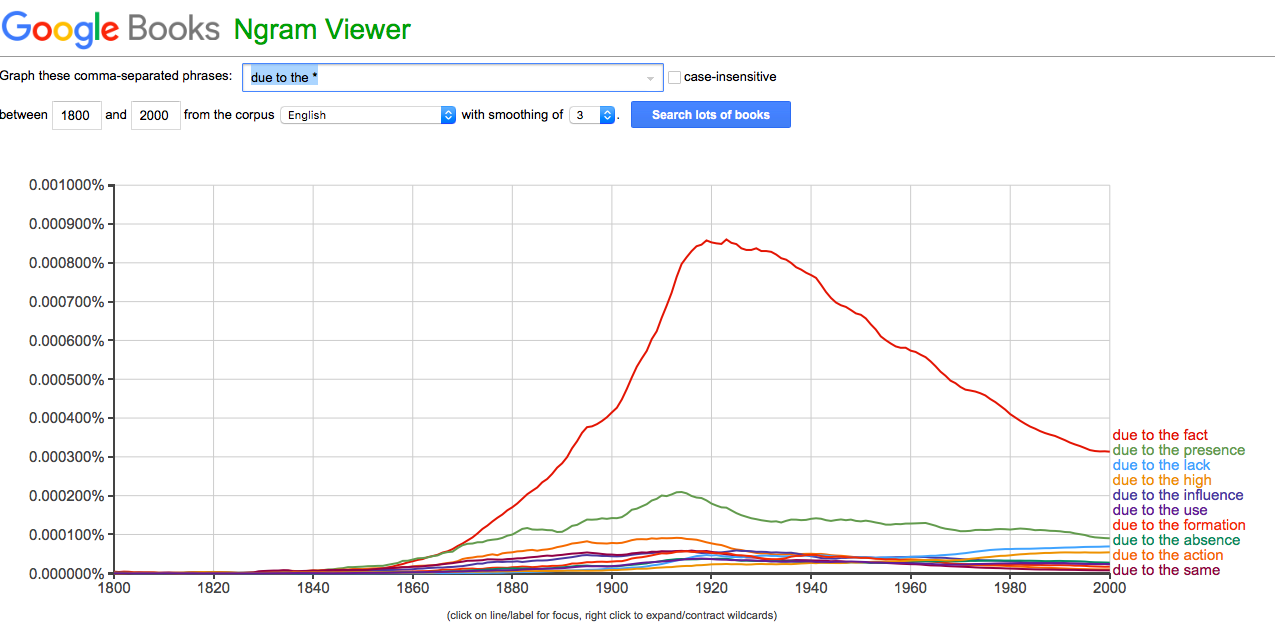 Google Books Ngram Viewer
Graph these comma-separated phrases: due to the * case-insensitive
between 1800 and 2000 from the corpus English with smoothing of 3 . Search lots of books
0.001000%
0.000900%
0.000800%
0.000700%
0.000600%
0.000500%
0.000400%
0.000300%
0.000200%
0.000100%
0.000000%
due to the fact
due to the presence
due to the lack
due to the high
due to the influence
due to the use
due to the formation
due to the absence
due to the action
due to the same
1800 1820 1840 1860 1880 1900 1920 1940 1960 1980 2000
(click on line/label for focus, right click to expand/contract wildcards)